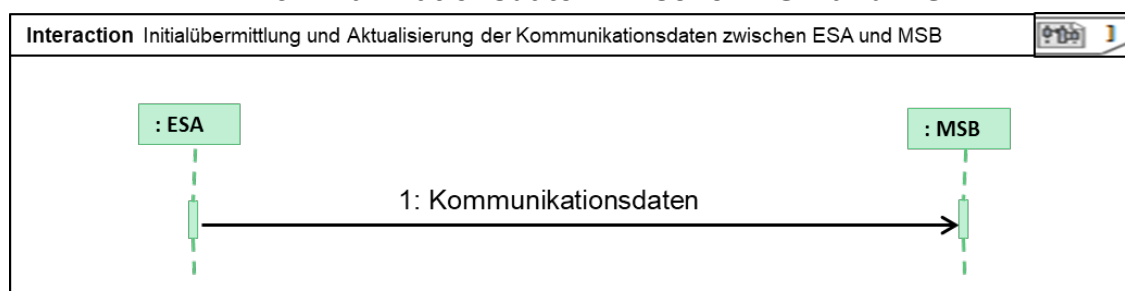 Interaction Initialübermittlung und Aktualisierung der Kommunikationsdaten zwischen ESA und MSB
: ESA
: MSB
1: Kommunikationsdaten